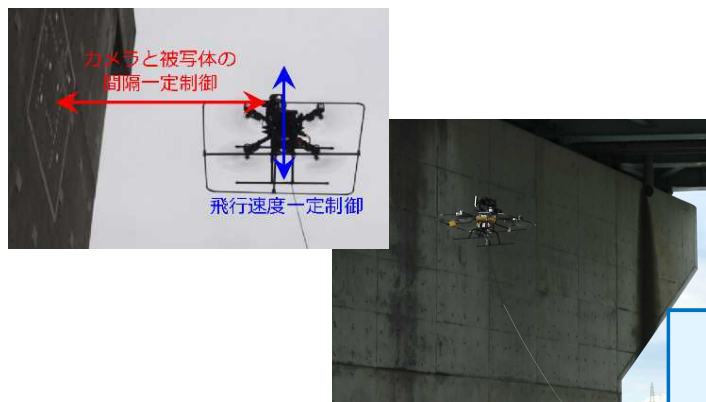 カメラと被写体の
間隔一定制御
飛行速度一定制御